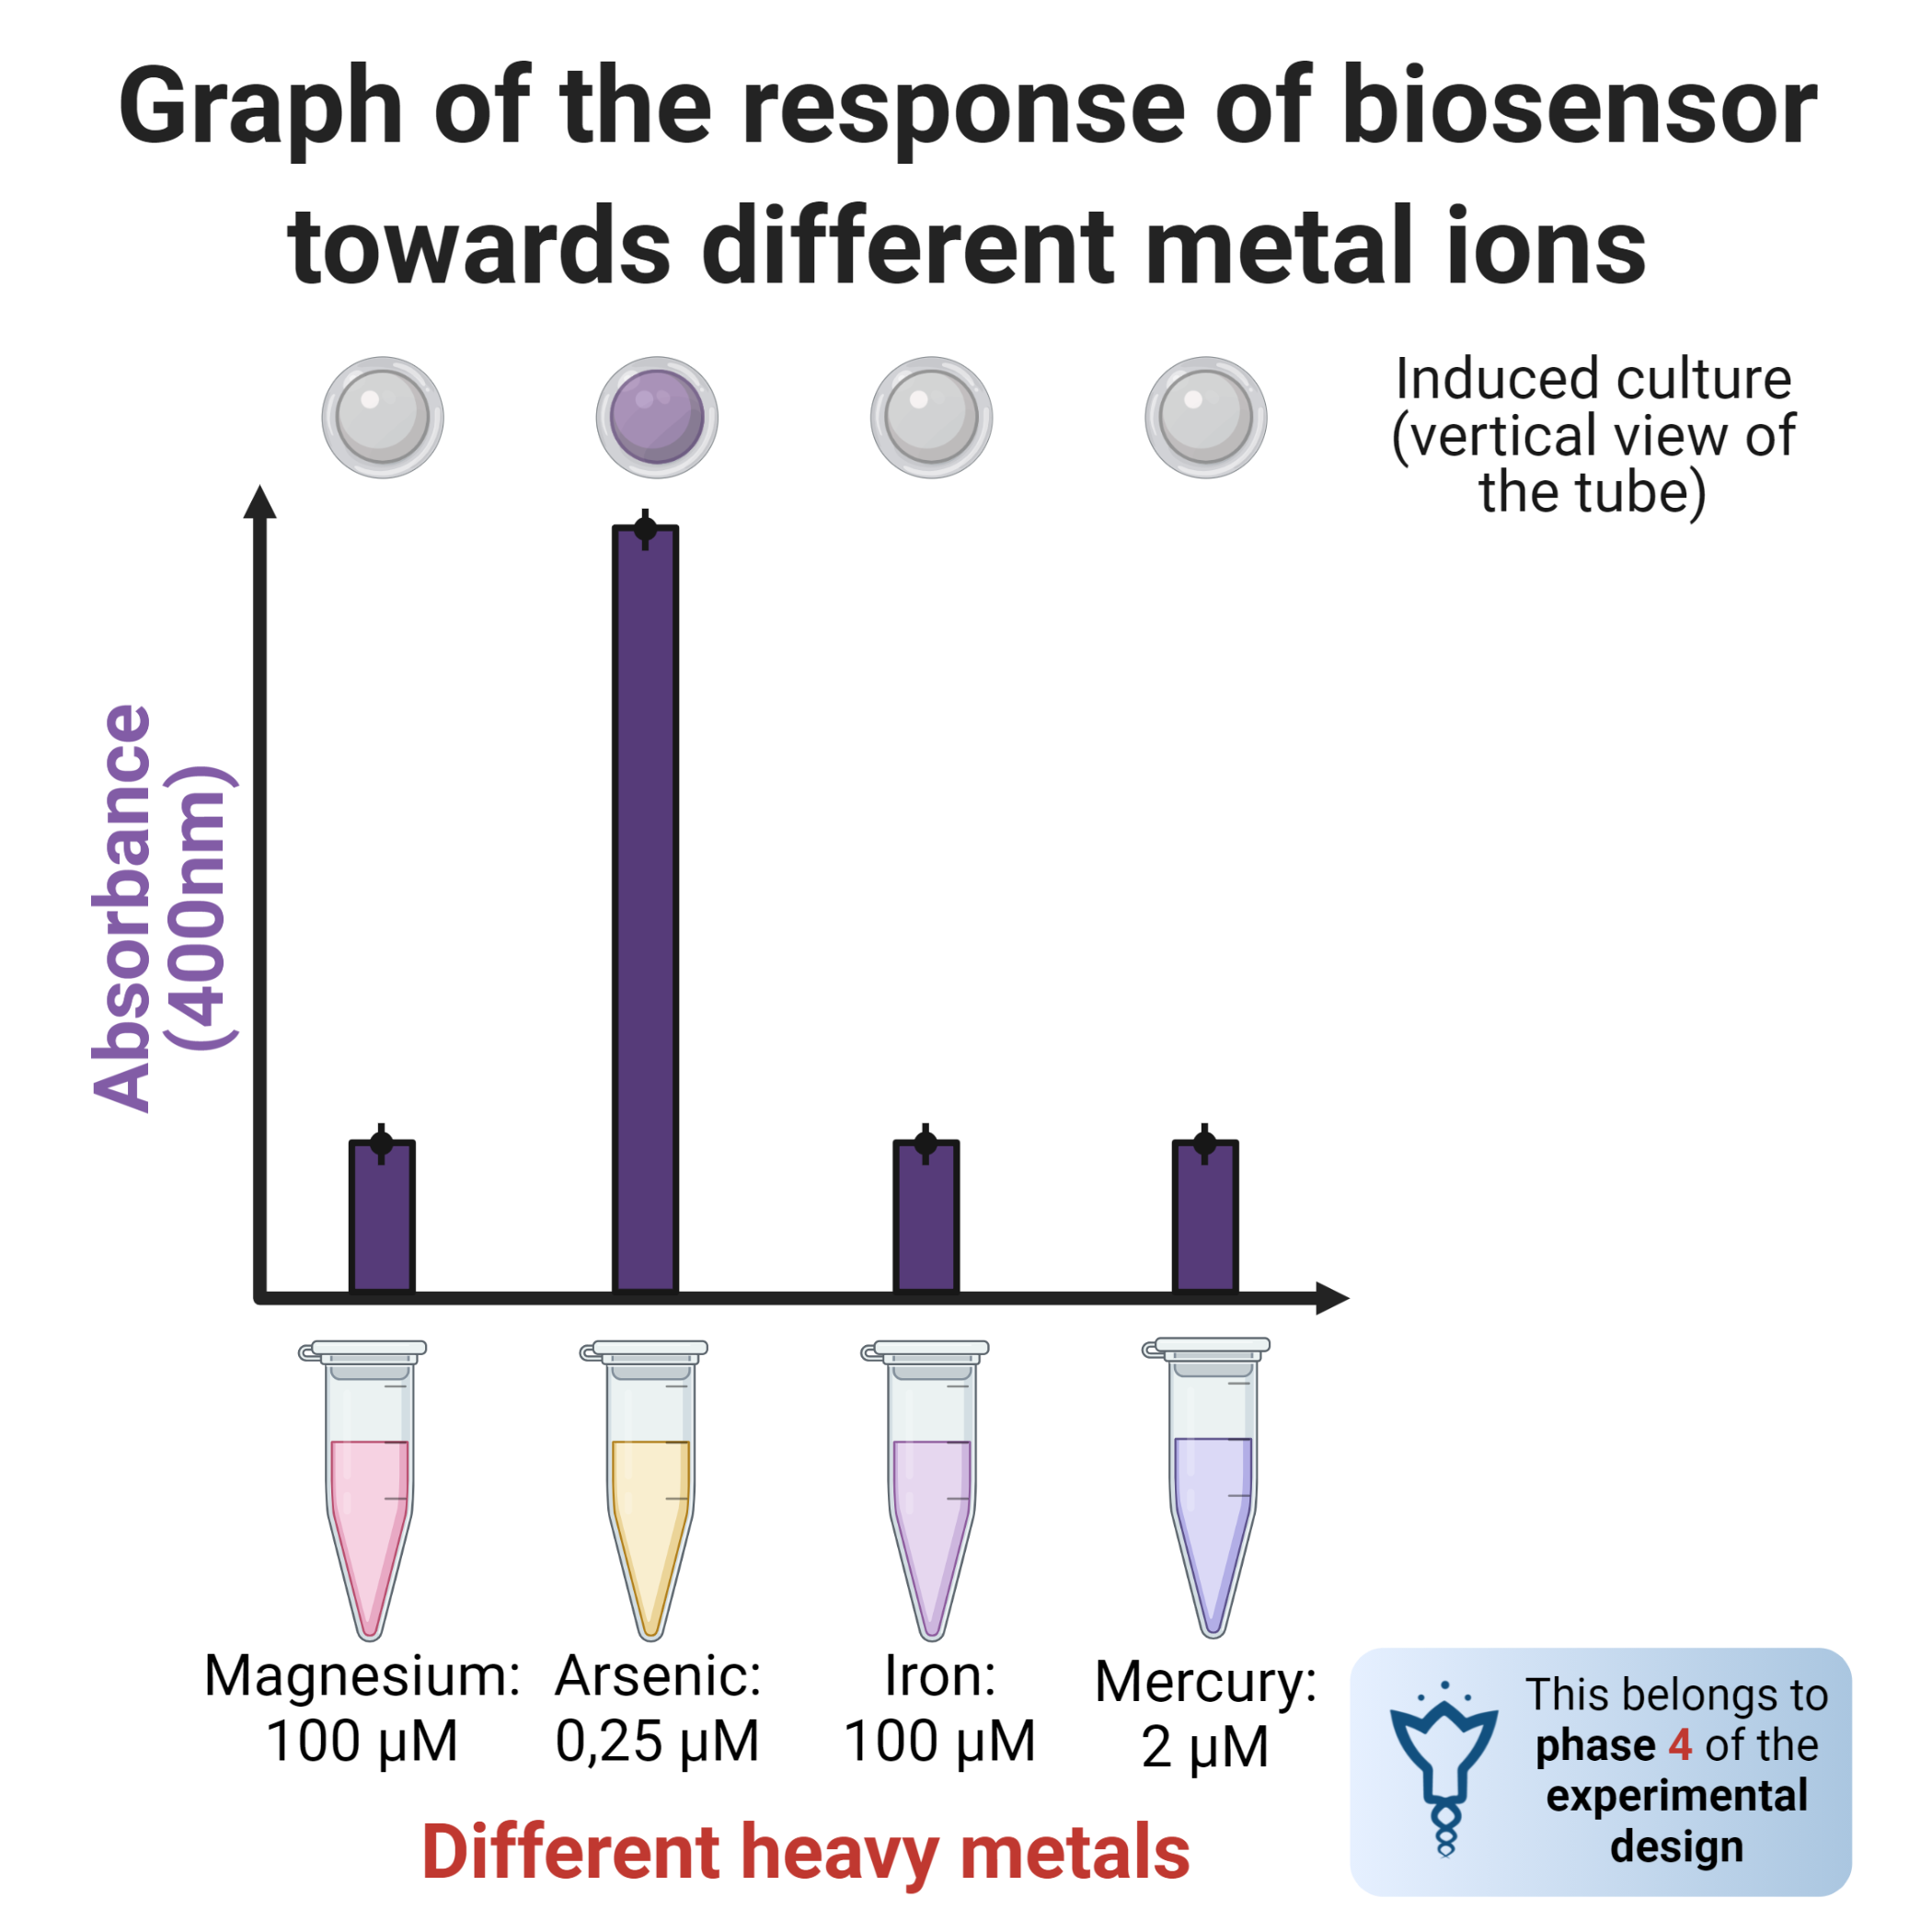 Graph of the response of biosensor
towards different metal ions
Induced culture
(vertical view of
the tube)
Absorbance
(400nm)
Magnesium:
100 µM
Arsenic:
0,25 µM
Iron:
100 µM
Mercury:
2 µM
Different heavy metals
This belongs to
phase 4 of the
experimental
design